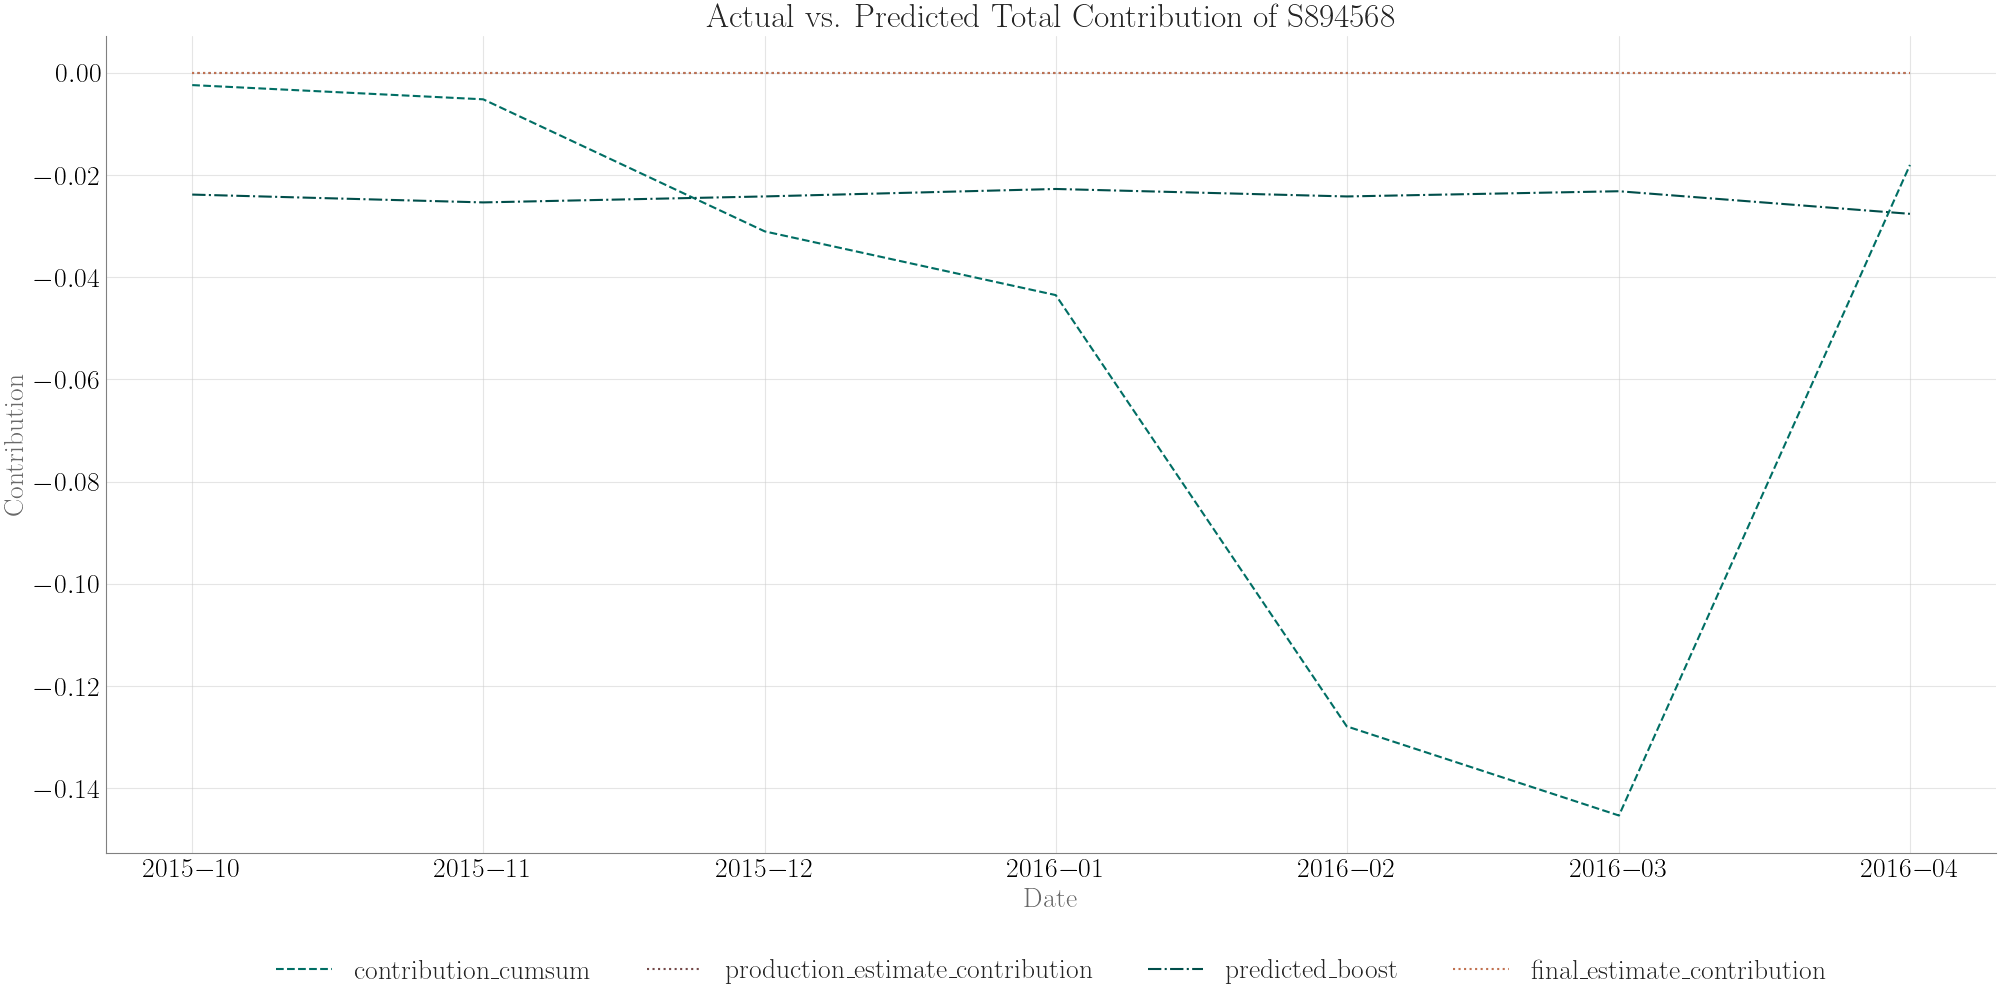 Actual vs. Predicted Total Contribution of S894568
0.00
−0.02
−0.04
−0.06
−0.08
−0.10
−0.12
−0.14
Contribution
2015−10 2015−11 2015−12 2016−01 2016−02 2016−03 2016−04
Date
contribution_cumsum production_estimate_contribution predicted_boost final_estimate_contribution